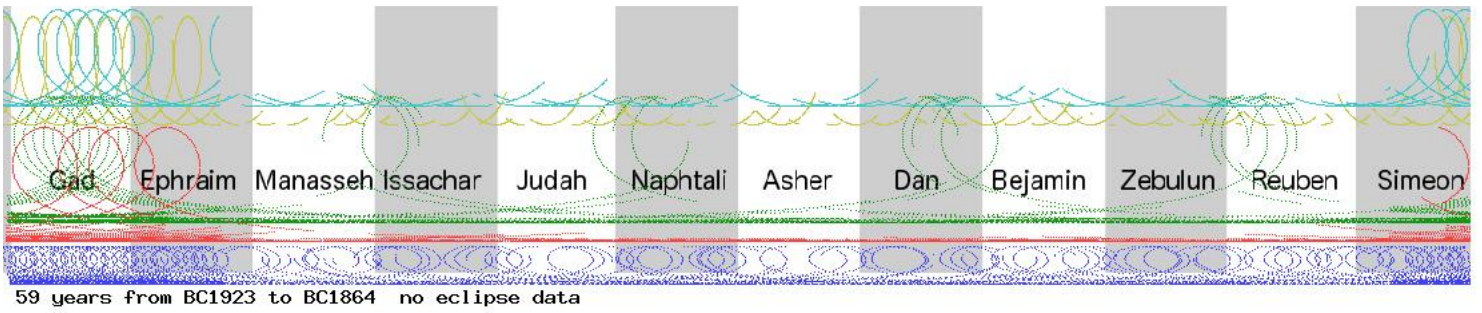 Gad Ephraim Manasseh Issachar Judah Naphtali Asher Dan Bejamin Zebulun Reuben Simeon
59 years from BC1923 to BC1864 no eclipse data